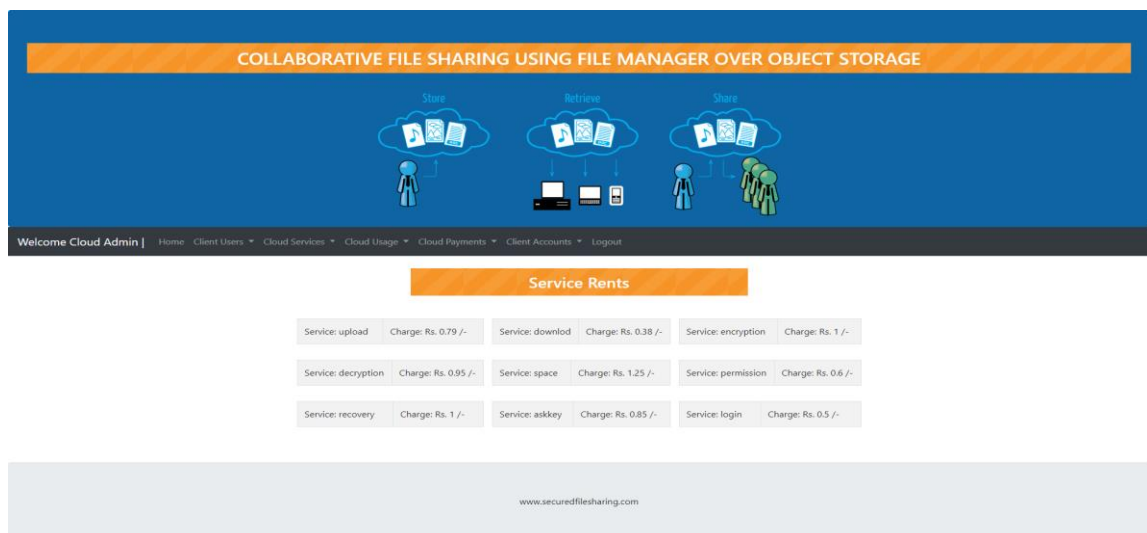 COLLABORATIVE FILE SHARING USING FILE MANAGER OVER OBJECT STORAGE
Store Retrieve Share
Welcome Cloud Admin | Home Client Users Cloud Services Cloud Usage Cloud Payments Client Accounts Logout
Service Rents
Service: upload Charge: Rs. 0.79 /- Service: downlod Charge: Rs. 0.38 /- Service: encryption Charge: Rs. 1 /-
Service: decryption Charge: Rs. 0.95 /- Service: space Charge: Rs. 1.25 /- Service: permission Charge: Rs. 0.6 /-
Service: recovery Charge: Rs. 1 /- Service: askkey Charge: Rs. 0.85 /- Service: login Charge: Rs. 0.5 /-
www.securedfilesharing.com